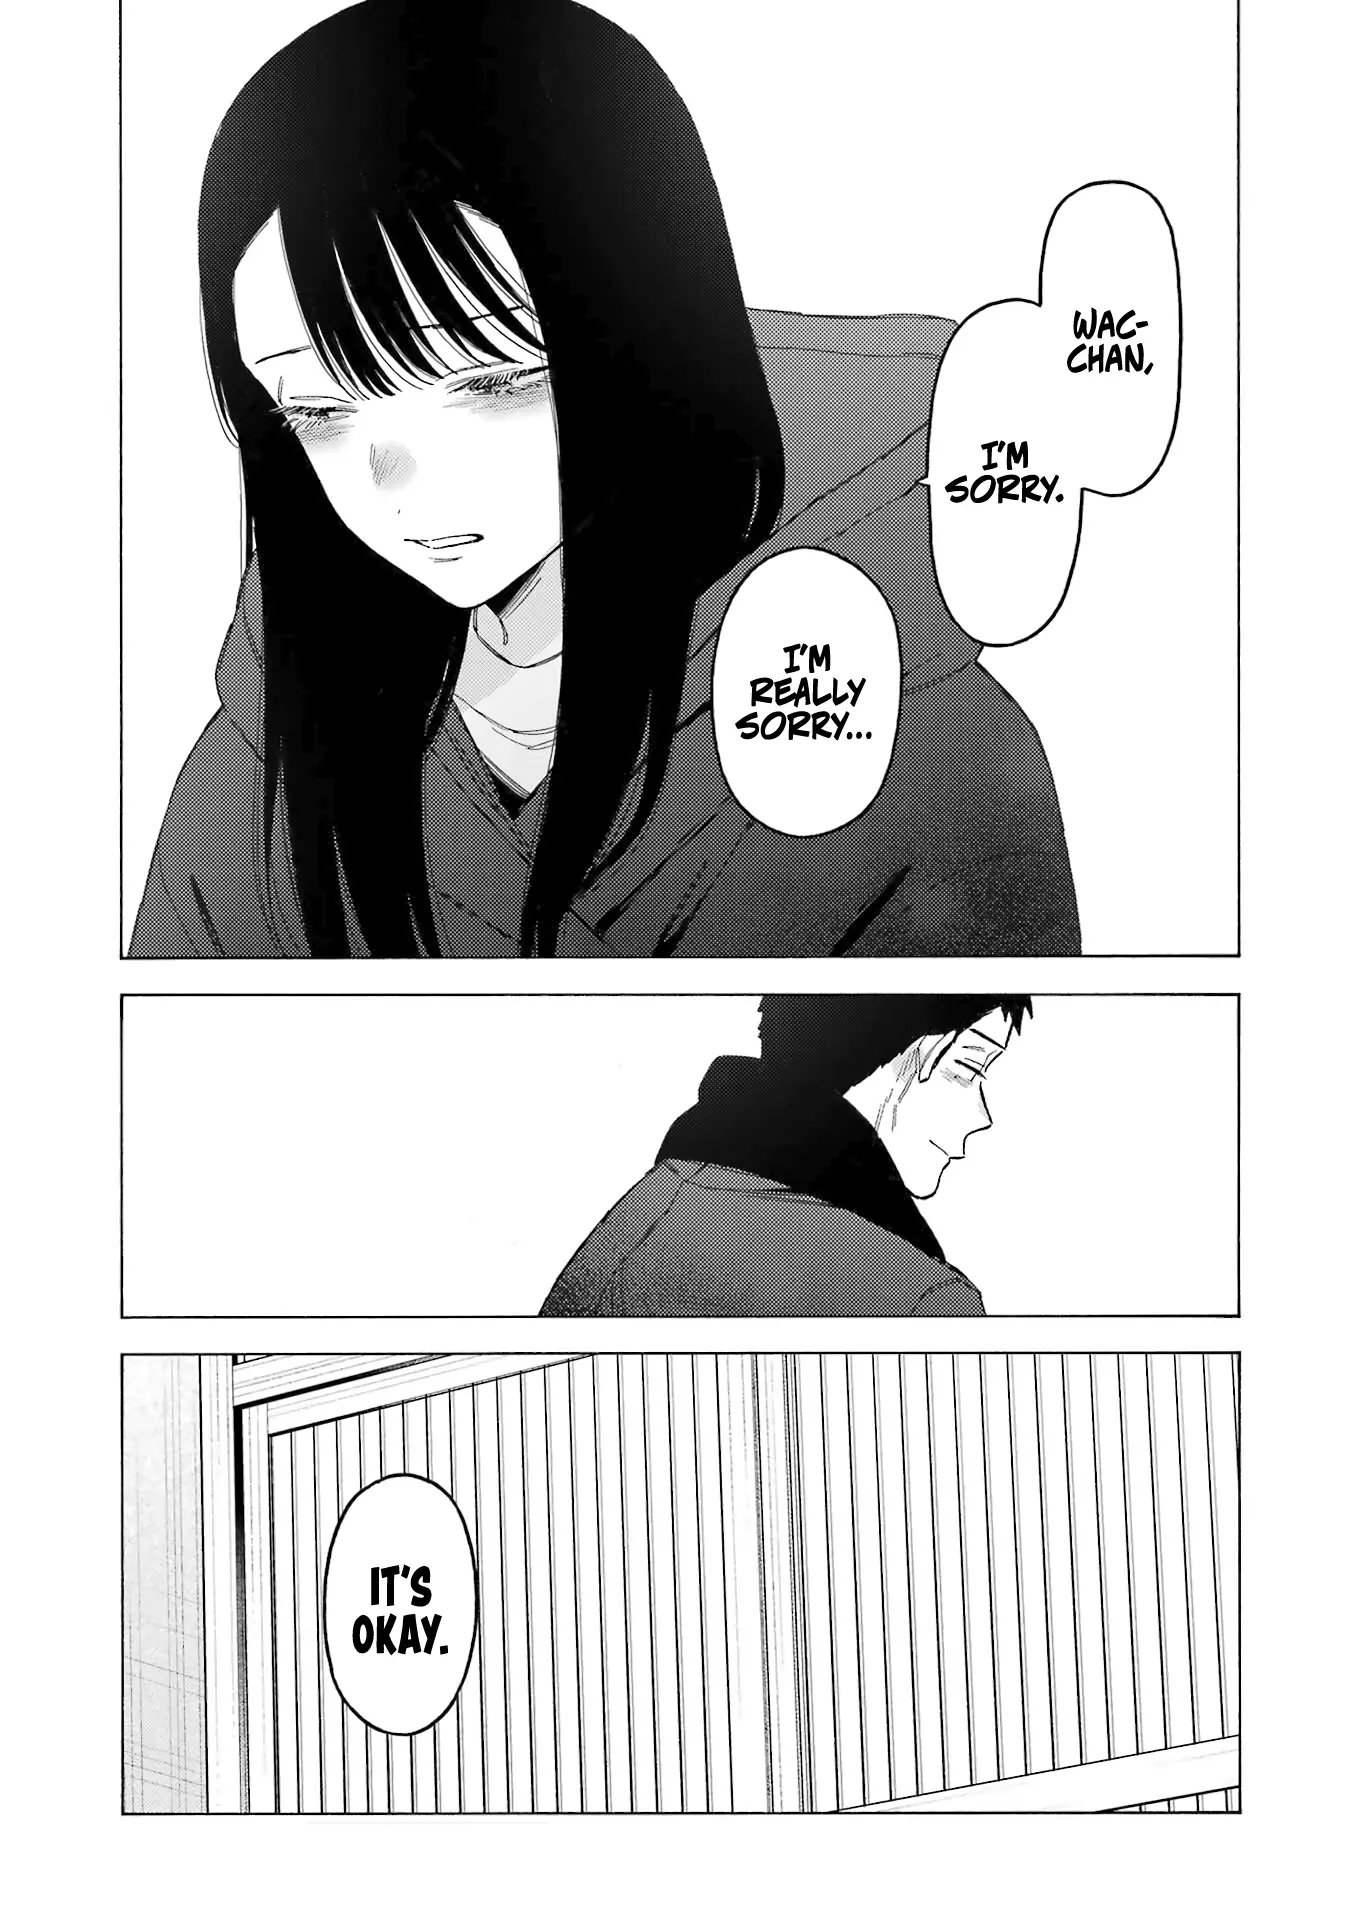 WAC-
CHAN,
I'M
SORRY.
I'M
REALLY
SORRY...
IT'S
OKAY.